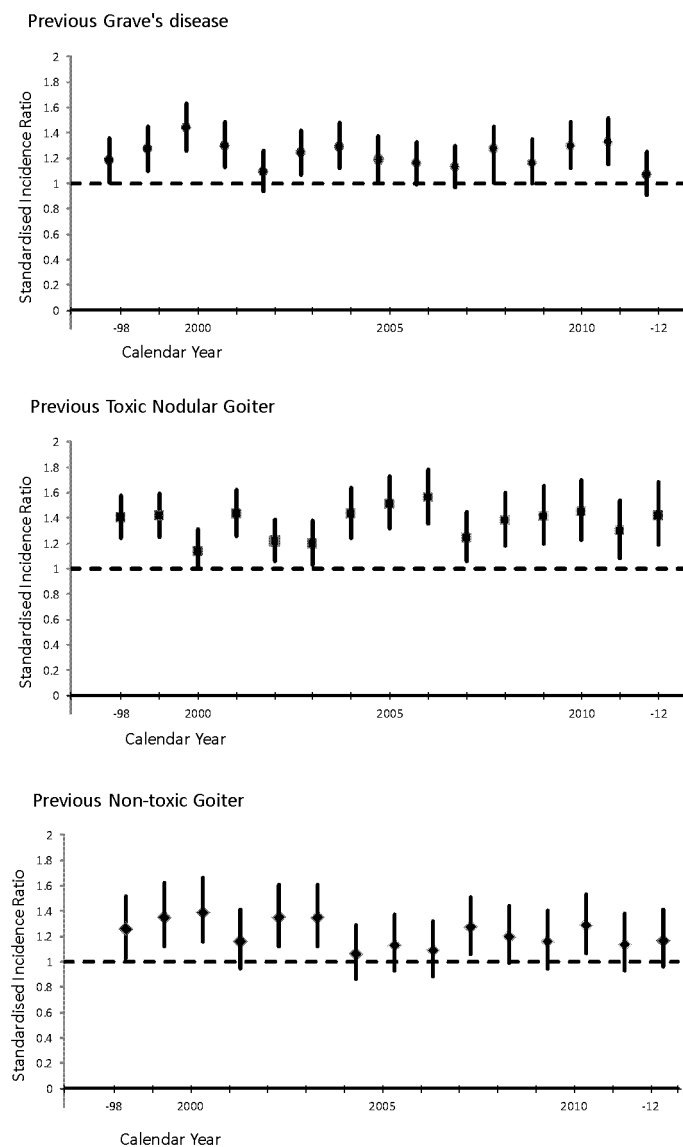 Previous Grave's disease
Standardised Incidence Ratio
2
1.8
1.6
1.4
1.2
1
0.8
0.6
0.4
0.2
0
-98 2000 2005 2010 -12
Calendar Year
Previous Toxic Nodular Goiter
Standardised Incidence Ratio
2
1.8
1.6
1.4
1.2
1
0.8
0.6
0.4
0.2
0
-98 2000 2005 2010 -12
Calendar Year
Previous Non-toxic Goiter
Standardised Incidence Ratio
2
1.8
1.6
1.4
1.2
1
0.8
0.6
0.4
0.2
0
-98 2000 2005 2010 -12
Calendar Year